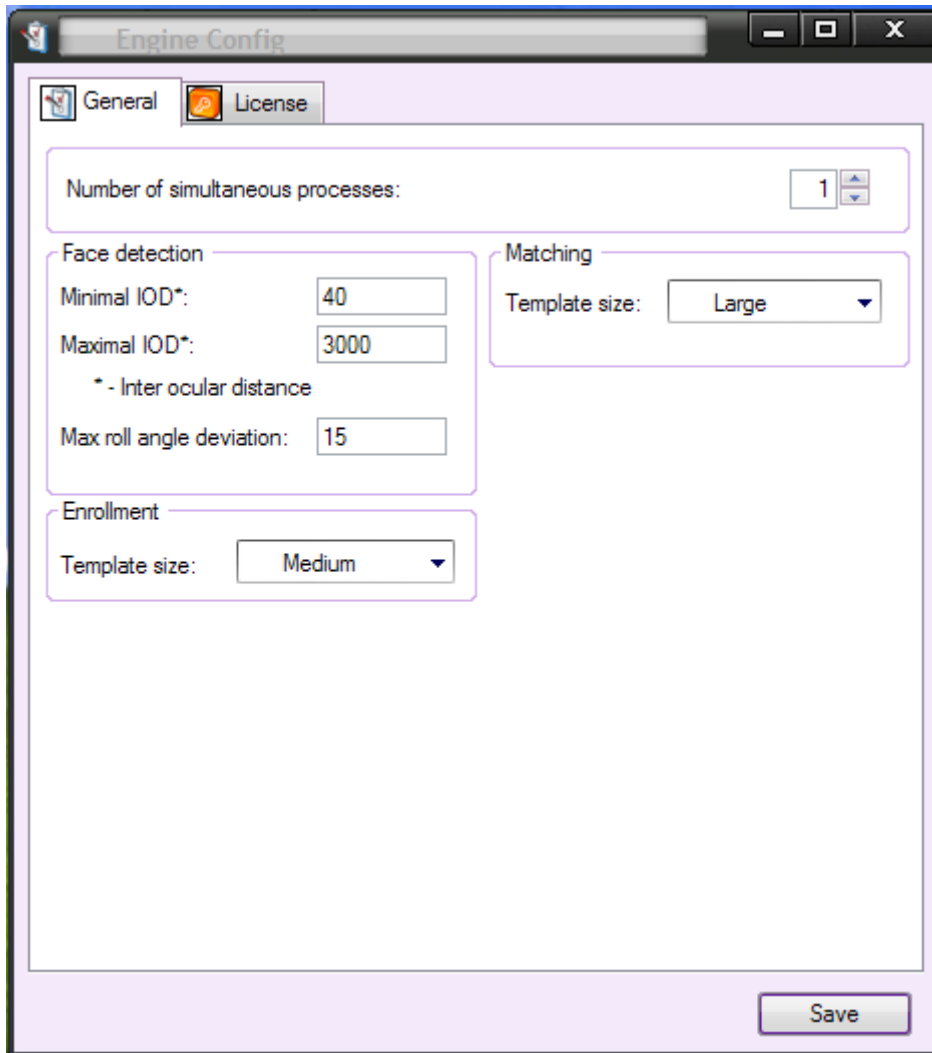 Engine Config
General
License
Number of simultaneous processes: 1
Face detection
Minimal IOD*: 40
Maximal IOD*: 3000
* - Inter ocular distance
Max roll angle deviation: 15
Matching
Template size: Large
Enrollment
Template size: Medium
Save